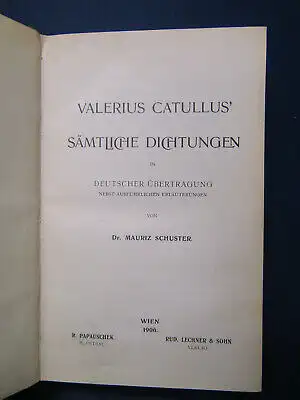 VALERIUS CATULLUS'
SÄMTLICHE DICHTUNGEN
IN
DEUTSCHER ÜBERTRAGUNG
NEBST AUSFÜHRLICHEN ERLÄUTERUNGEN
VON
Dr. MAURIZ SCHUSTER
WIEN
1906.
R. PAPAUSCHEK RUD. LECHNER & SOHN